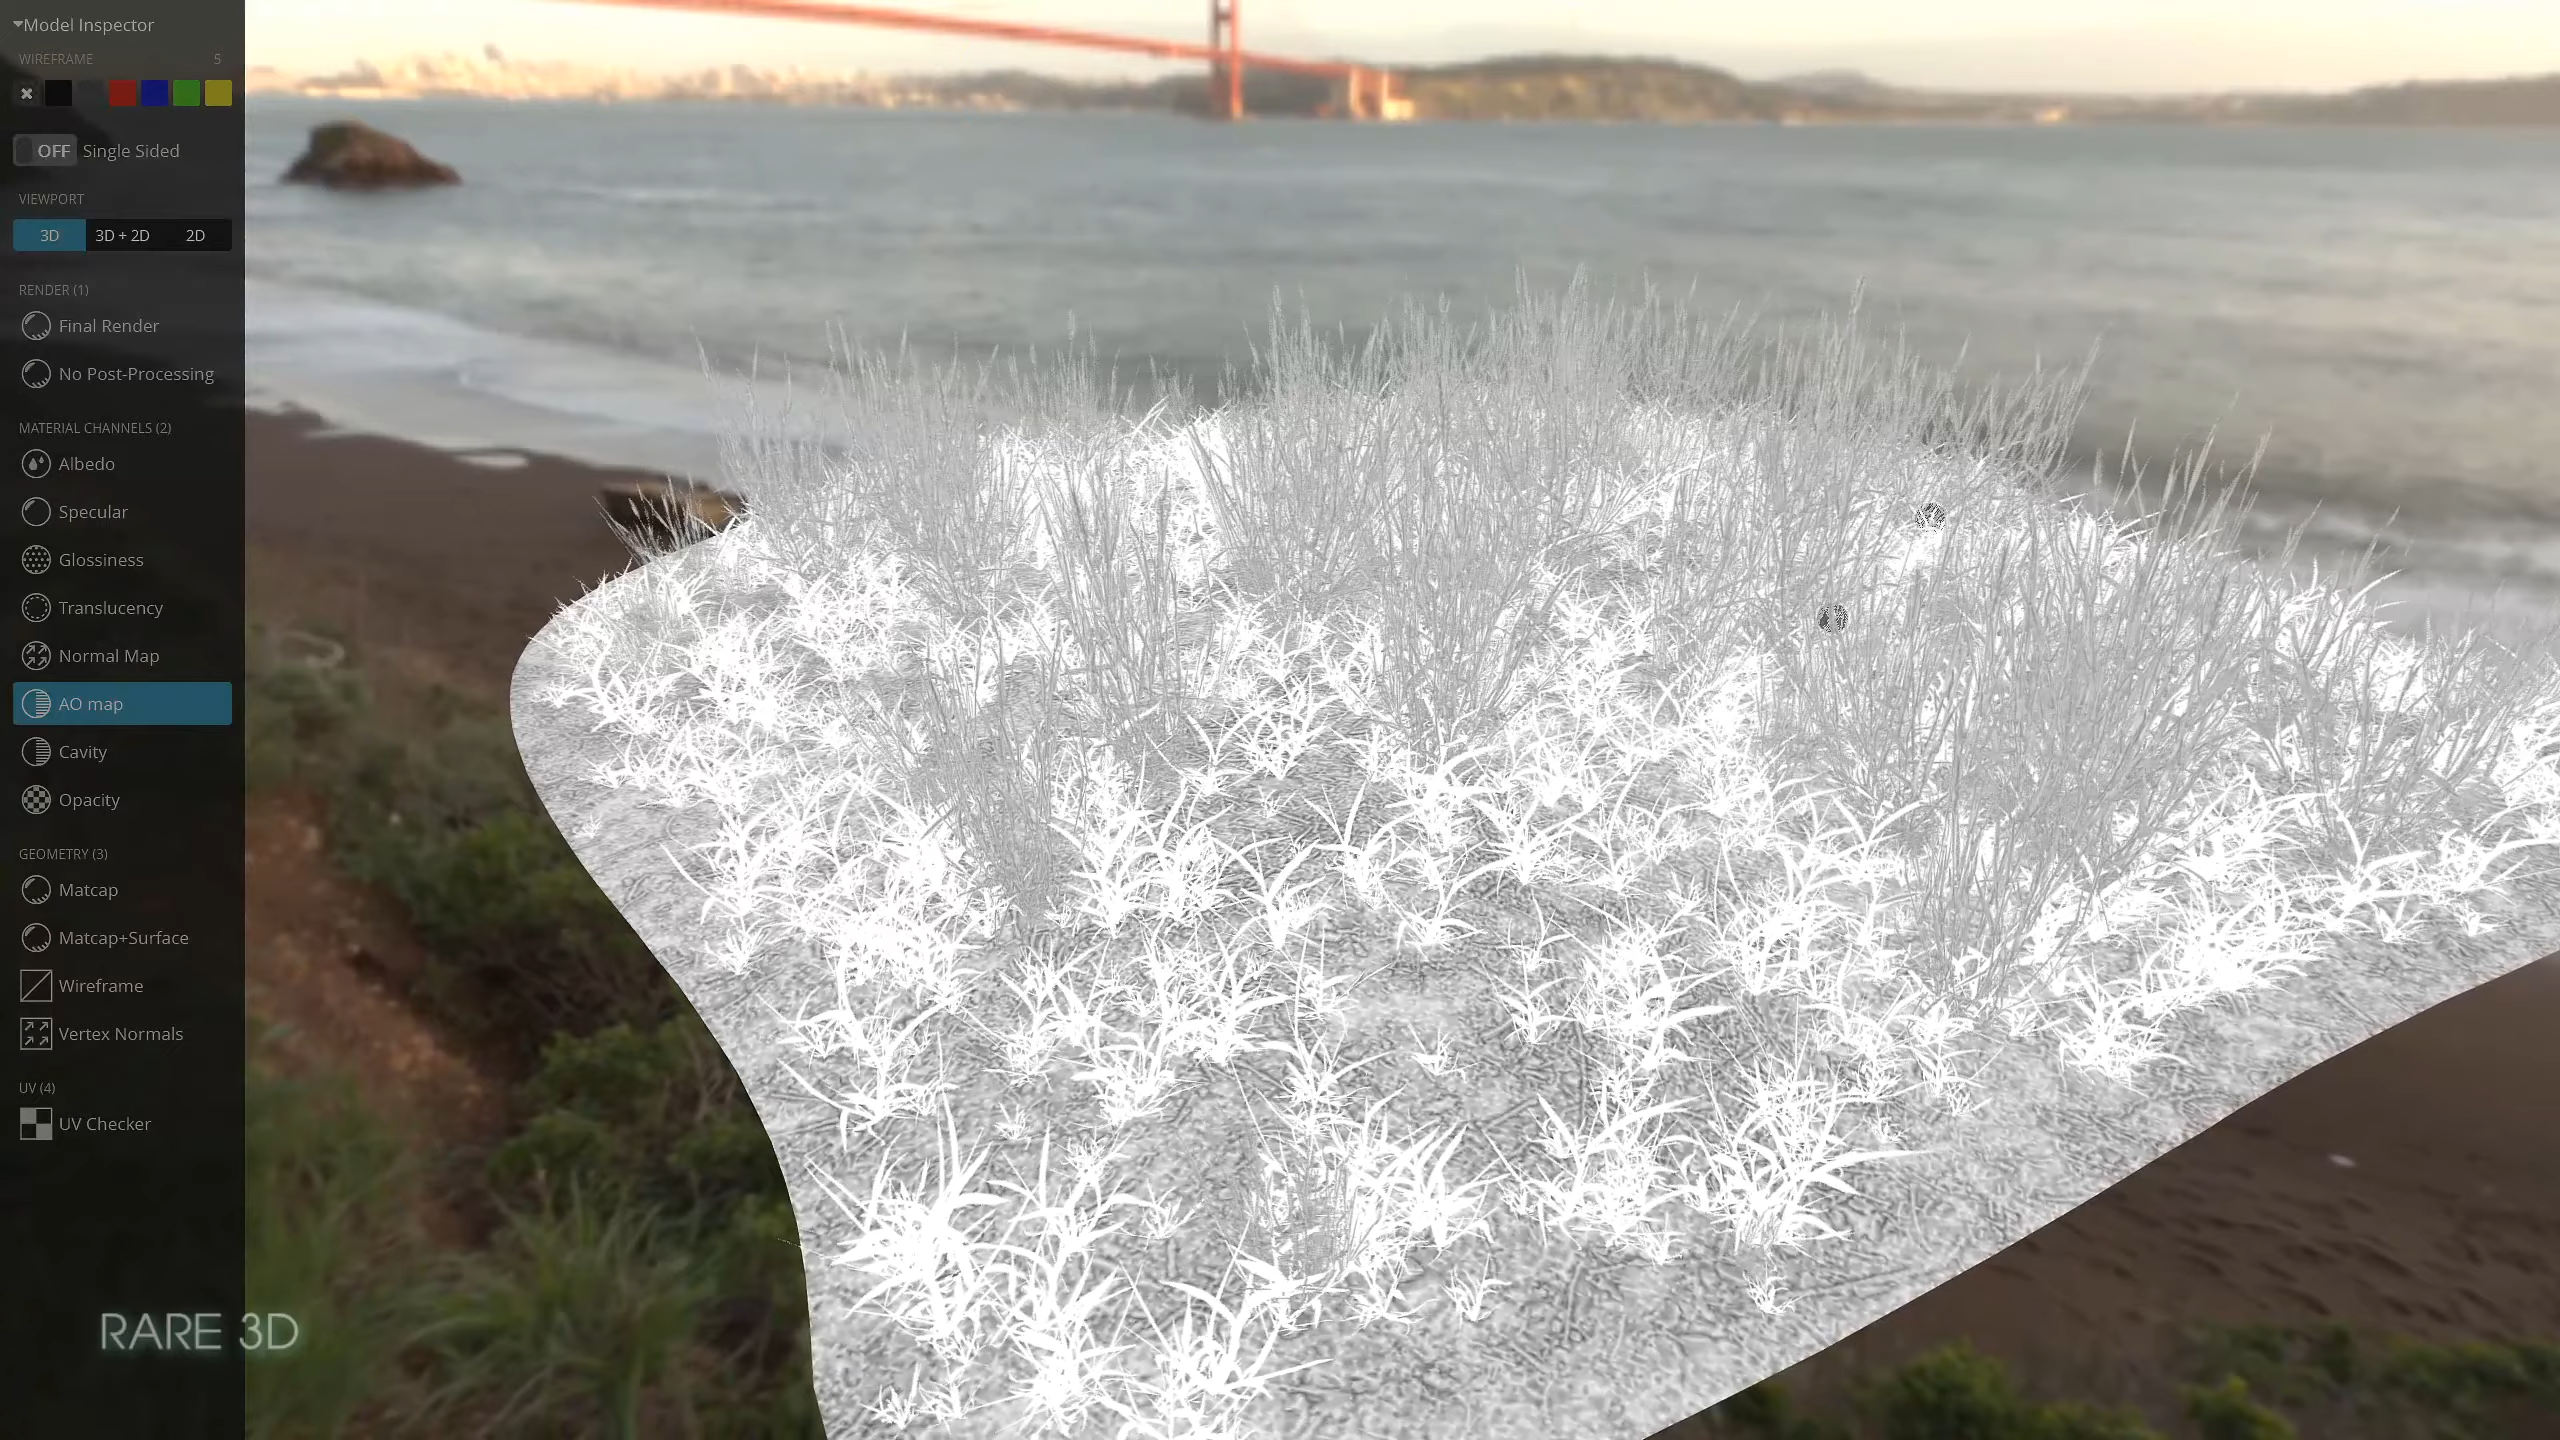 Model Inspector
WIREFRAME 5
OFF Single Sided
VIEWPORT
3D 3D + 2D 2D
RENDER (1)
Final Render
No Post-Processing
MATERIAL CHANNELS (2)
Albedo
Specular
Glossiness
Translucency
Normal Map
AO map
Cavity
Opacity
GEOMETRY (3)
Matcap
Matcap+Surface
Wireframe
Vertex Normals
UV (4)
UV Checker
RARE 3D